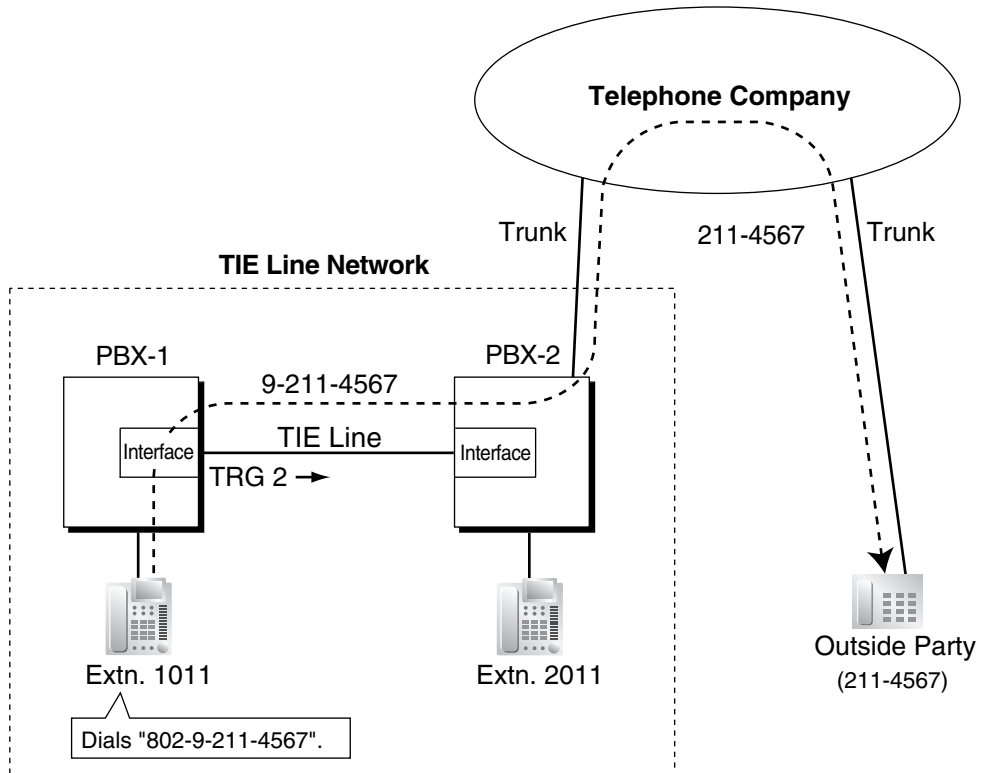 Telephone Company
Trunk
211-4567
Trunk
TIE Line Network
PBX-1
PBX-2
9-211-4567
Interface
TIE Line
Interface
TRG 2
Extn. 1011
Extn. 2011
Outside Party
(211-4567)
Dials "802-9-211-4567".